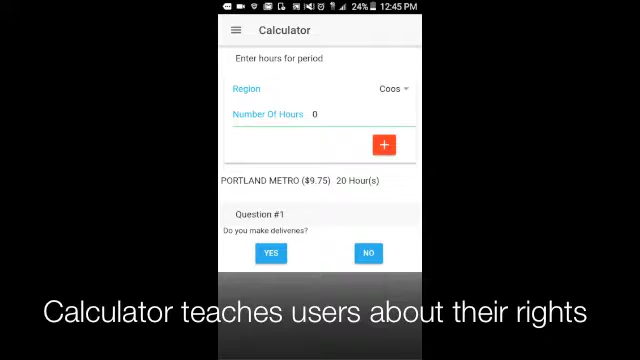 24% 12:45 PM
Calculator
Enter hours for period
Region Coos
Number Of Hours 0
+
PORTLAND METRO ($9.75) 20 Hour(s)
Question #1
Do you make deliveries?
YES NO
Calculator teaches users about their rights